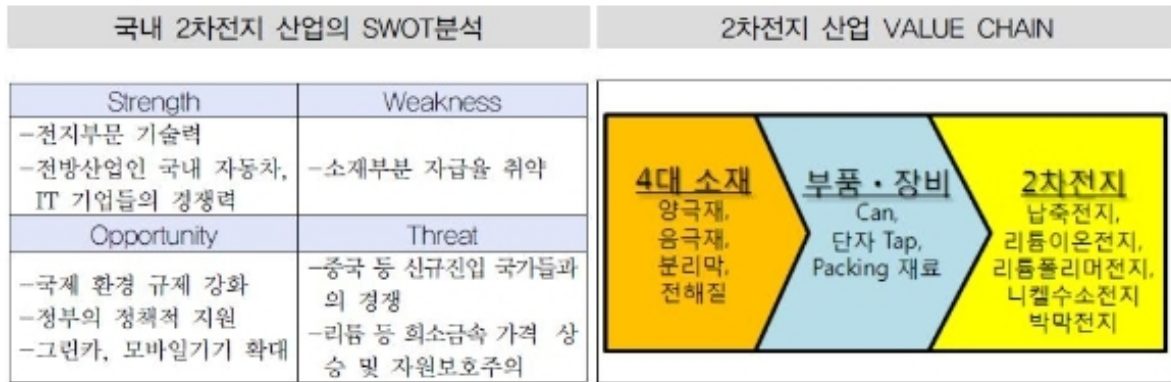 국내 2차전지 산업의 SWOT분석
Strength
Weakness
-전지부문 기술력
-전방산업인 국내 자동차,
IT 기업들의 경쟁력
-소재부분 자급율 취약
Opportunity
Threat
-국제 환경 규제 강화
-정부의 정책적 지원
-그린카, 모바일기기 확대
-중국 등 신규진입 국가들과
의 경쟁
-리튬 등 희소금속 가격 상
승 및 자원보호주의
2차전지 산업 VALUE CHAIN
4대 소재
양극재,
음극재,
분리막,
전해질
부품・장비
Can,
단자 Tap,
Packing 재료
2차전지
납축전지,
리튬이온전지,
리튬폴리머전지,
니켈수소전지
박막전지